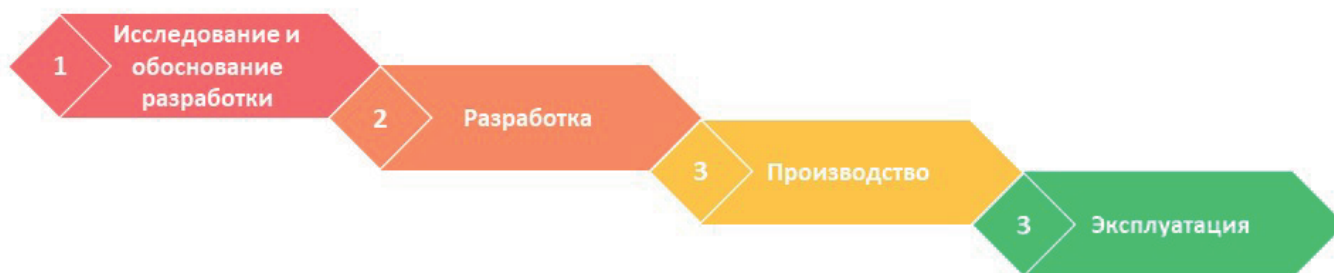 1
Исследование и
обоснование
разработки
2
Разработка
3
Производство
3
Эксплуатация